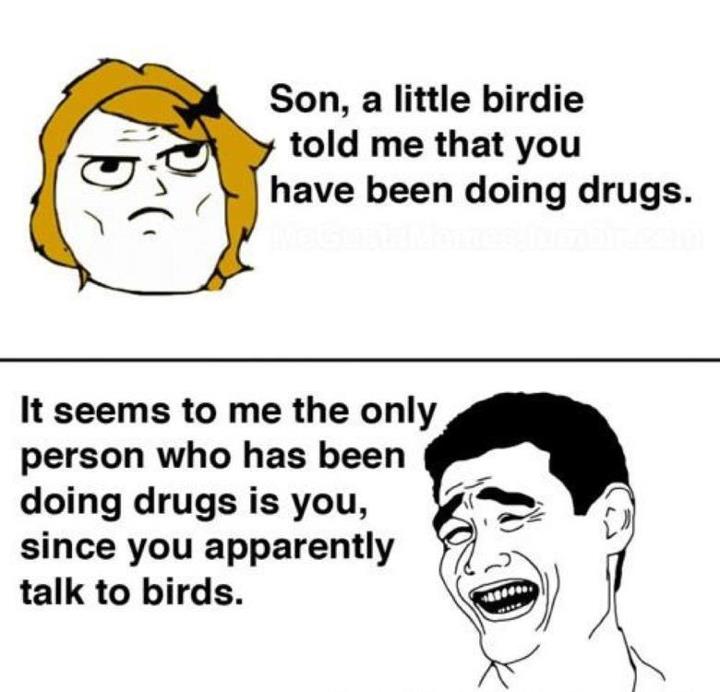 Son, a little birdie
told me that you
have been doing drugs.
It seems to me the only
person who has been
doing drugs is you,
since you apparently
talk to birds.